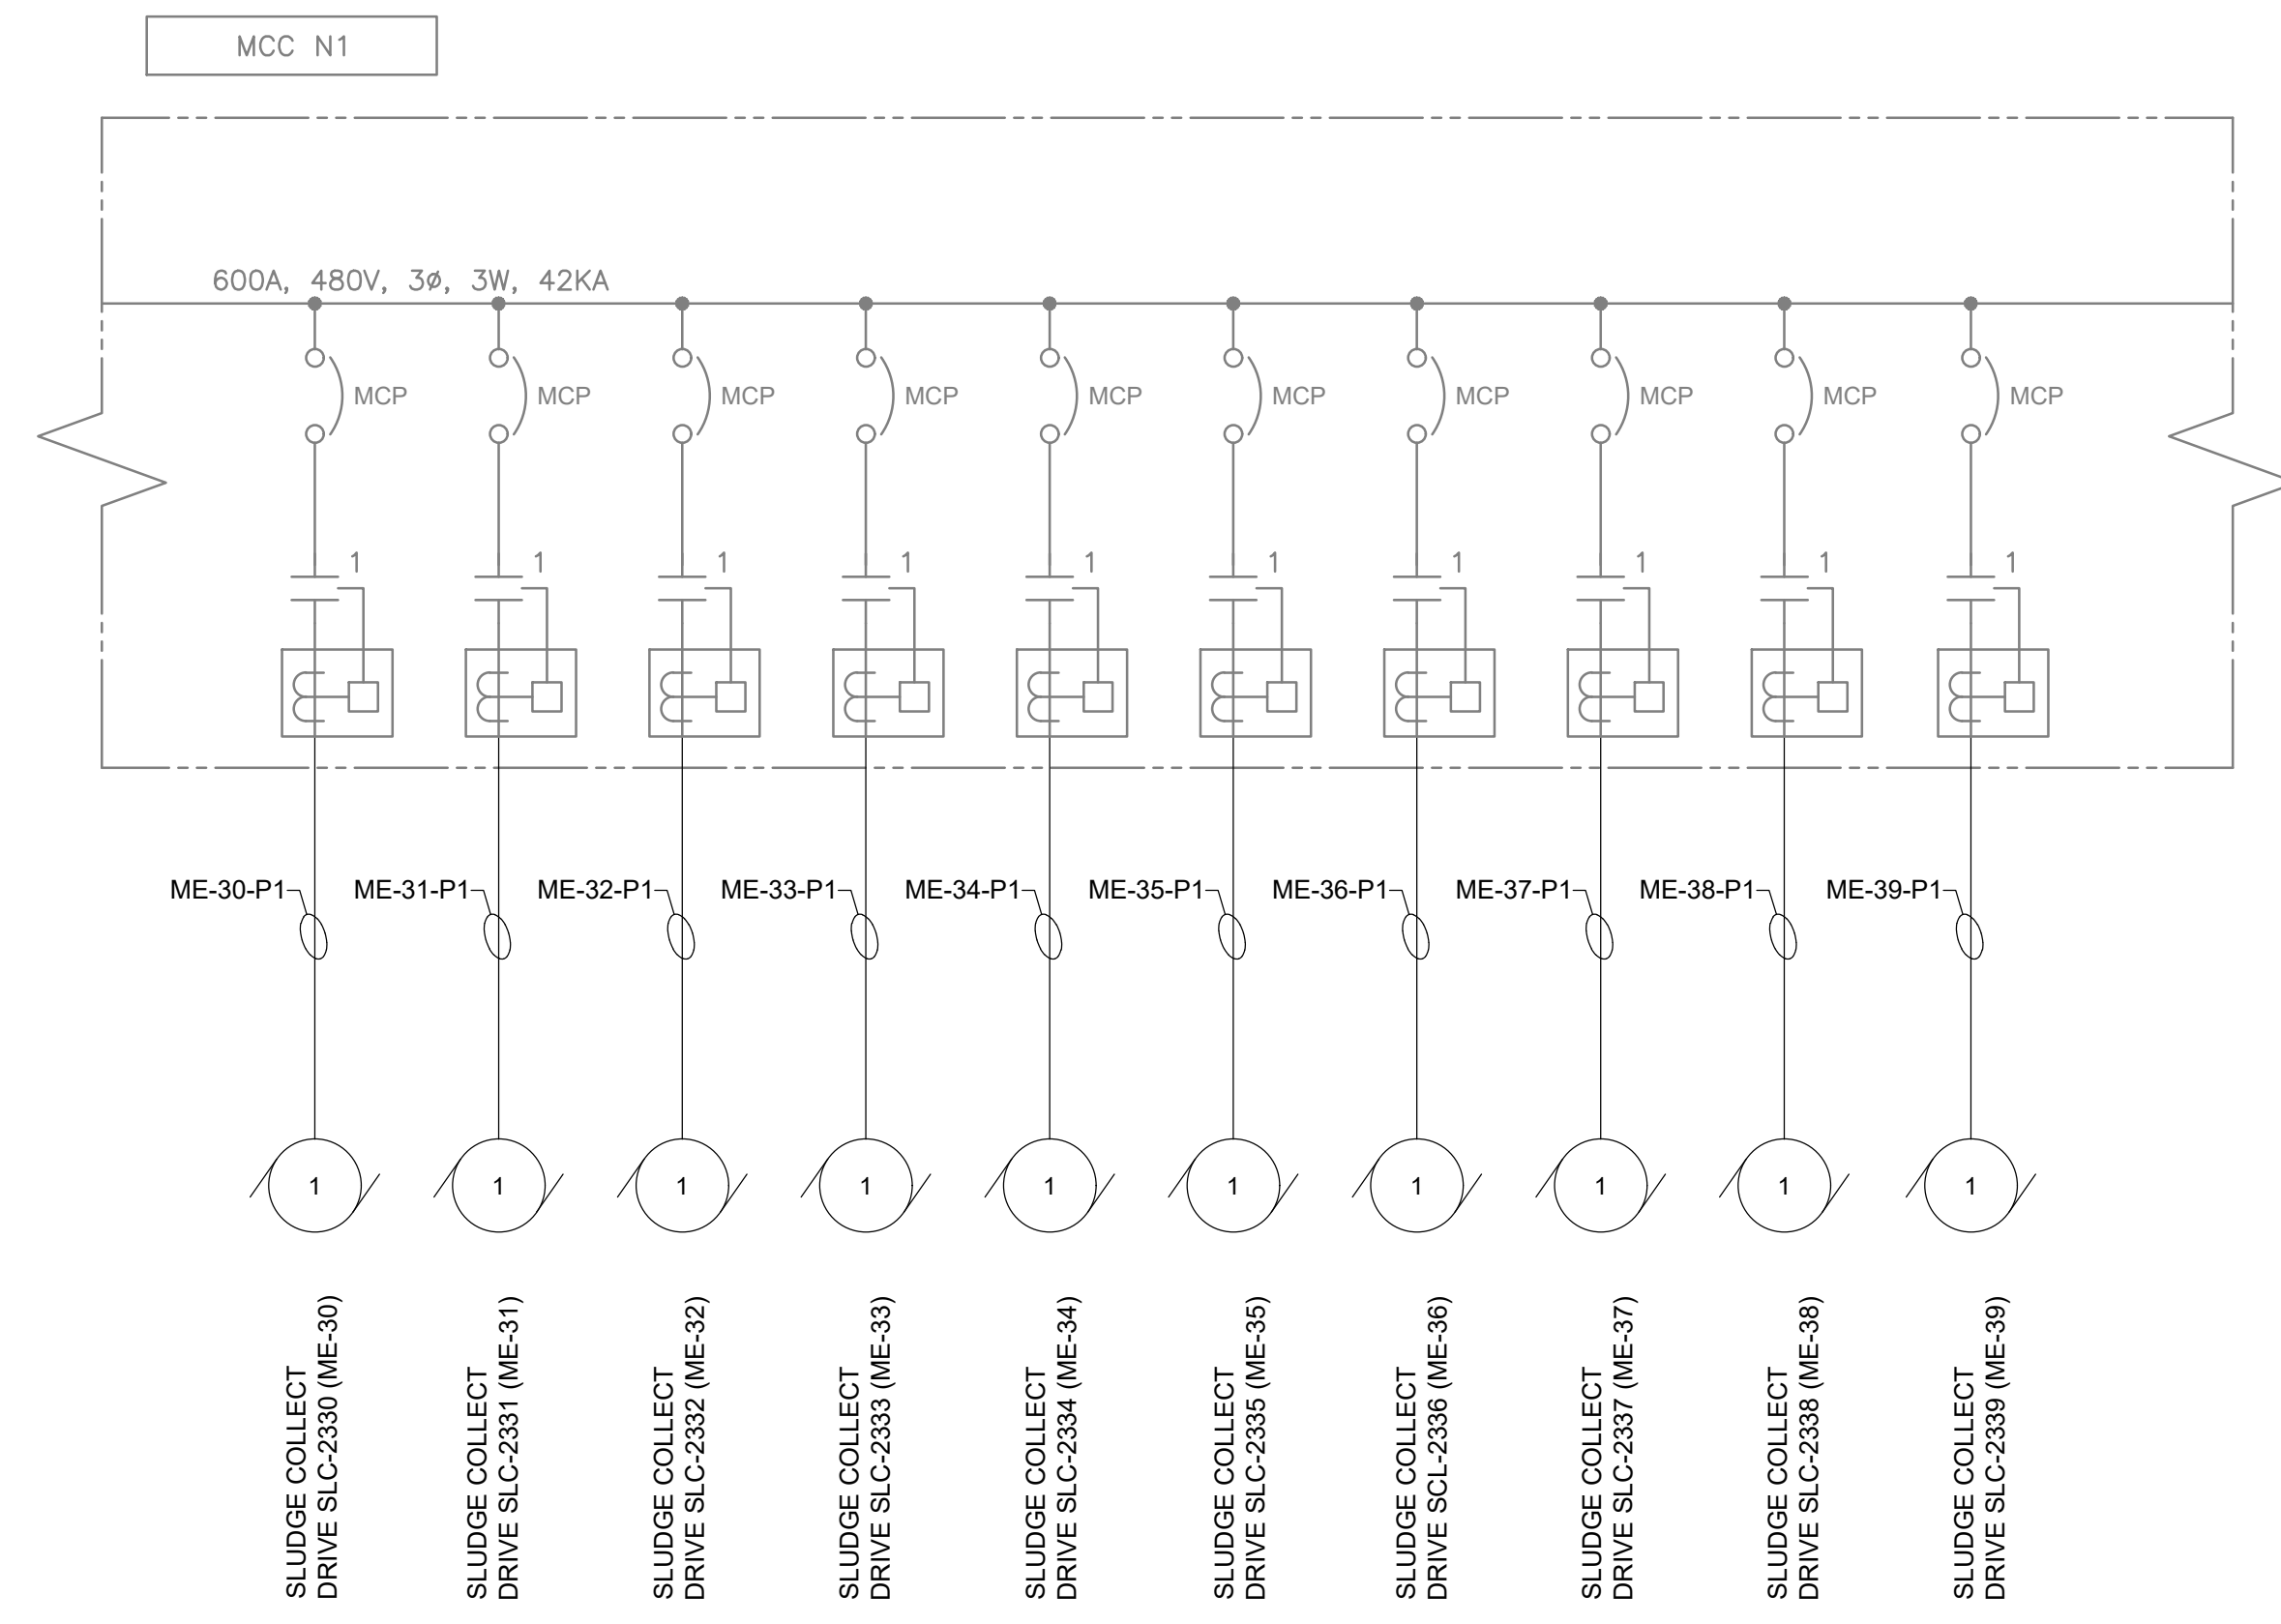 MCC N1
600A, 480V, 3ø, 3W, 42KA
MCP MCP MCP MCP MCP MCP MCP MCP MCP MCP
1 1 1 1 1 1 1 1 1 1
ME-30-P1 ME-31-P1 ME-32-P1 ME-33-P1 ME-34-P1 ME-35-P1 ME-36-P1 ME-37-P1 ME-38-P1 ME-39-P1
1 1 1 1 1 1 1 1 1 1
SLUDGE COLLECT
DRIVE SLC-2330 (ME-30)
SLUDGE COLLECT
DRIVE SLC-2331 (ME-31)
SLUDGE COLLECT
DRIVE SLC-2332 (ME-32)
SLUDGE COLLECT
DRIVE SLC-2333 (ME-33)
SLUDGE COLLECT
DRIVE SLC-2334 (ME-34)
SLUDGE COLLECT
DRIVE SLC-2335 (ME-35)
SLUDGE COLLECT
DRIVE SCL-2336 (ME-36)
SLUDGE COLLECT
DRIVE SLC-2337 (ME-37)
SLUDGE COLLECT
DRIVE SLC-2338 (ME-38)
SLUDGE COLLECT
DRIVE SLC-2339 (ME-39)